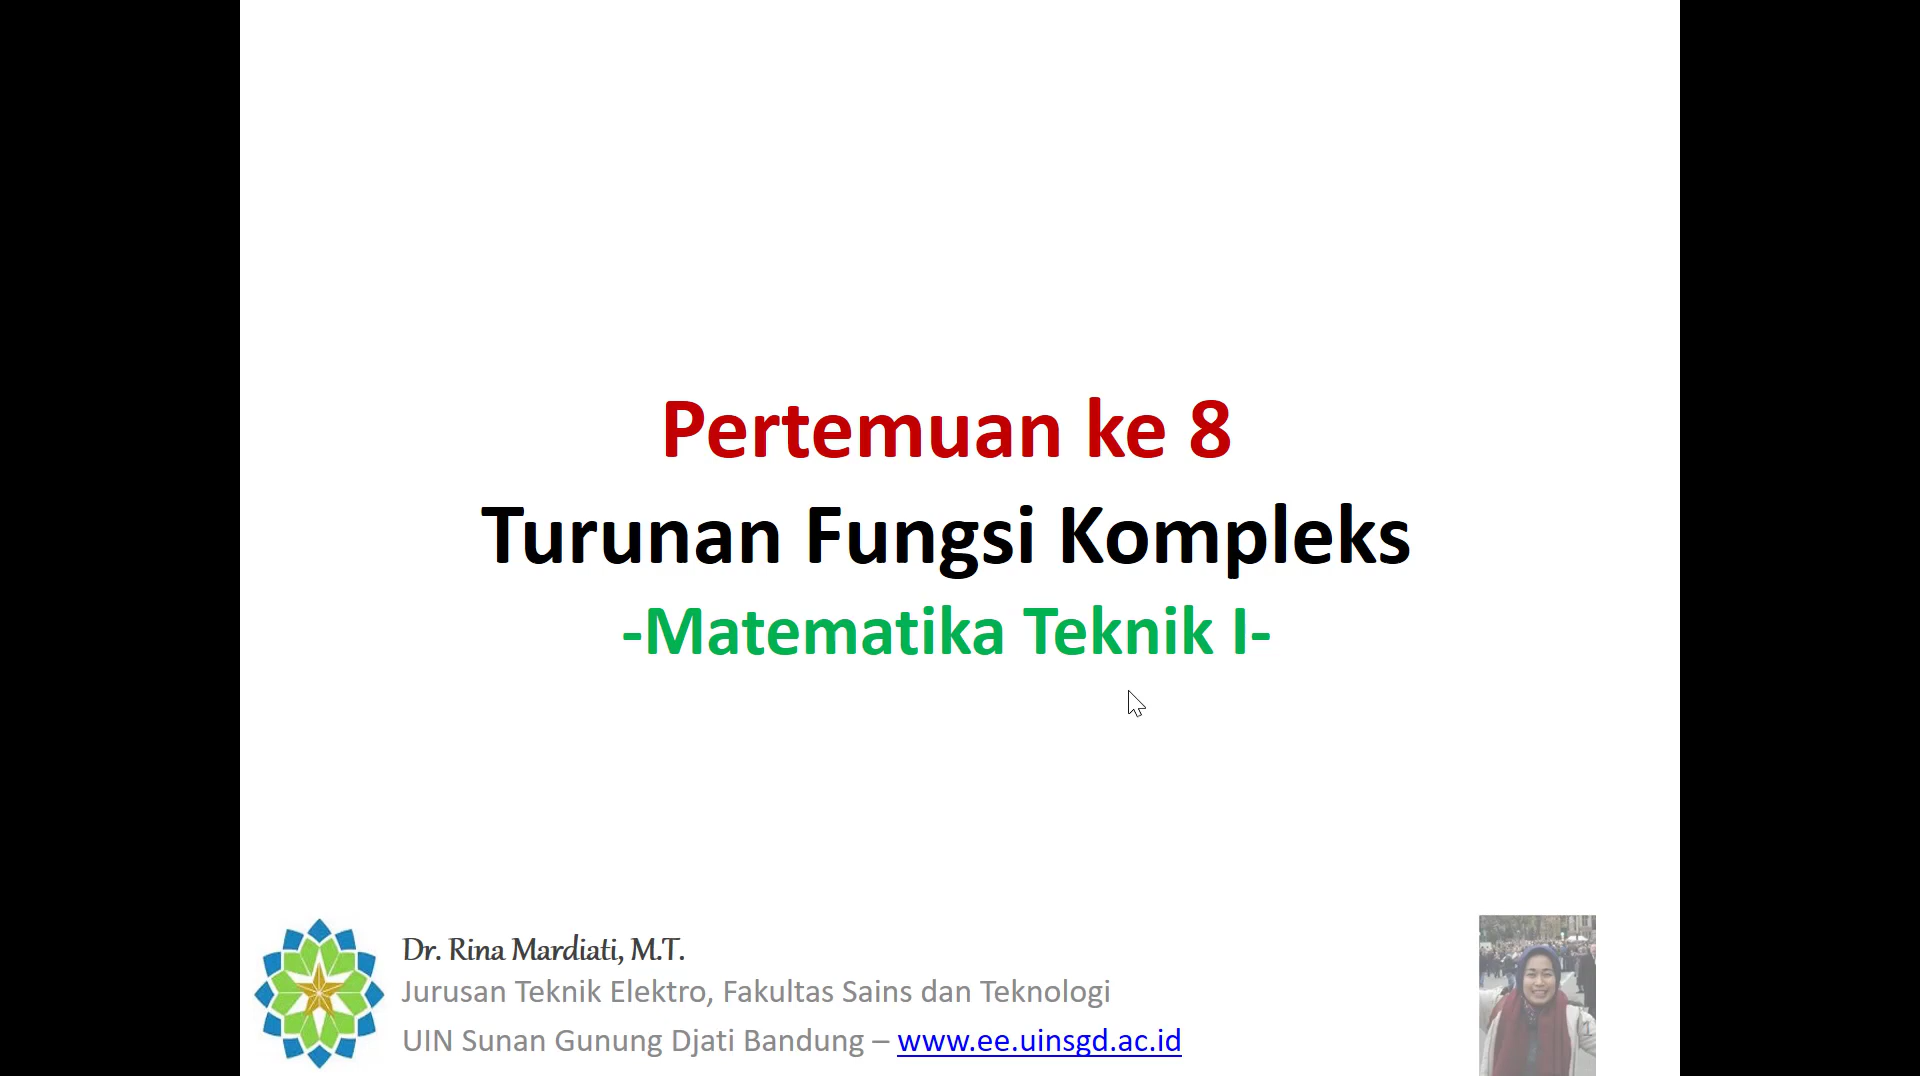 Pertemuan ke 8
Turunan Fungsi Kompleks
-Matematika Teknik I-
Dr. Rina Mardiati, M.T.
Jurusan Teknik Elektro, Fakultas Sains dan Teknologi
UIN Sunan Gunung Djati Bandung – www.ee.uinsgd.ac.id